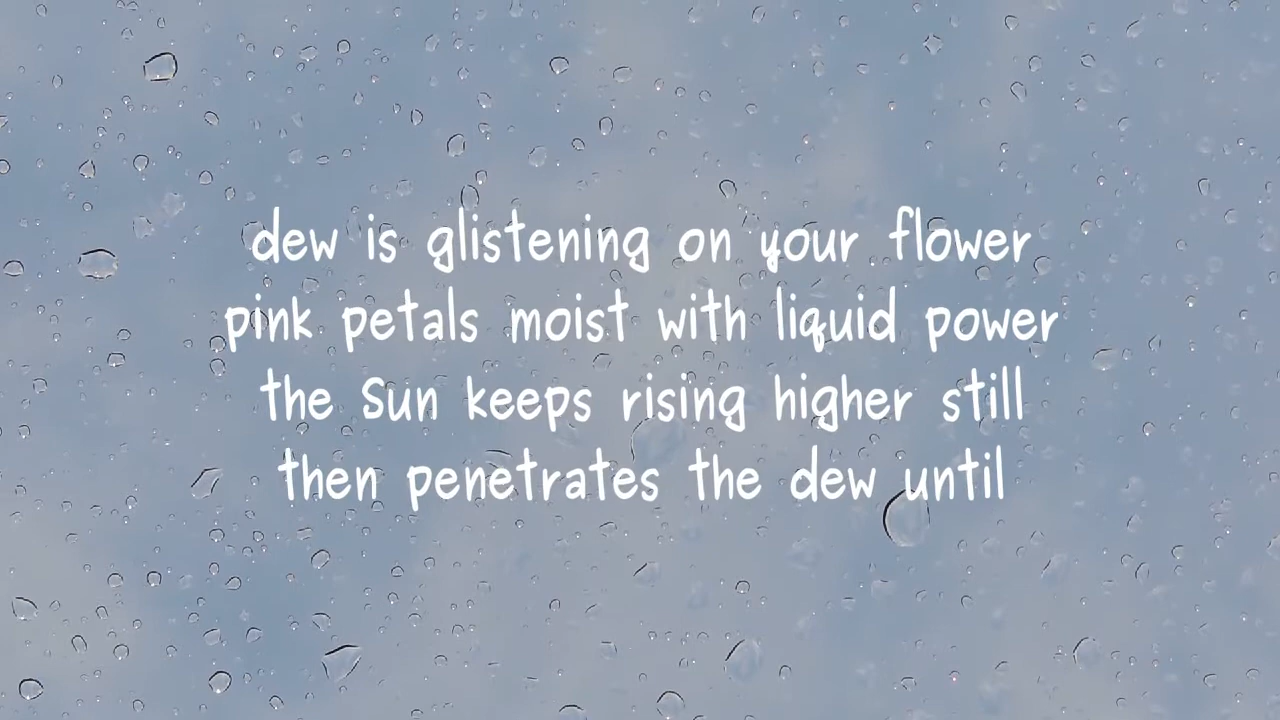 dew is glistening on your flower
pink petals moist with liquid power
the Sun keeps rising higher still
then penetrates the dew until